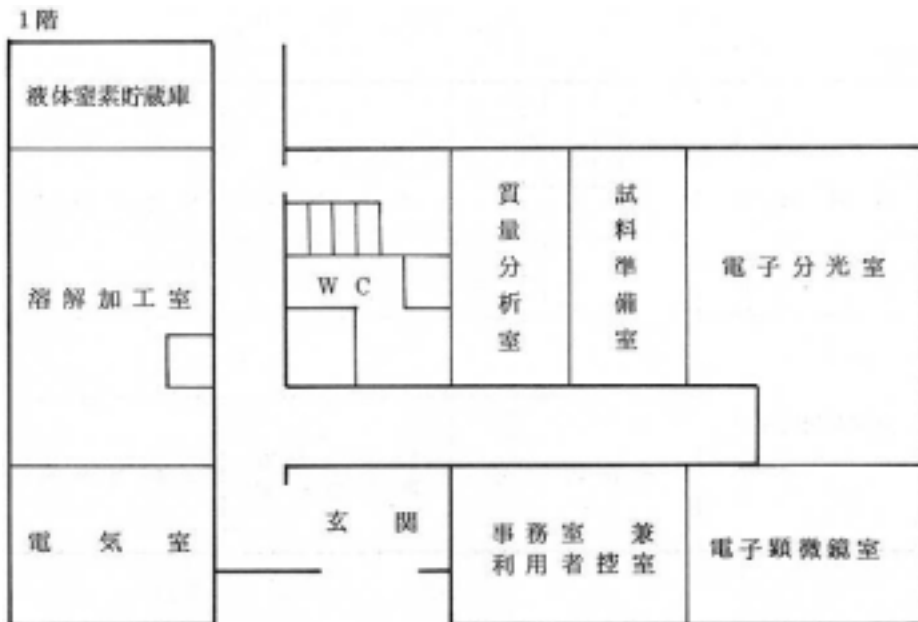 1階
液体窒素貯蔵庫
質量分析室
試料準備室
電子分光室
WC
溶解加工室
玄関
事務室兼
利用者控室
電気室
電子顕微鏡室